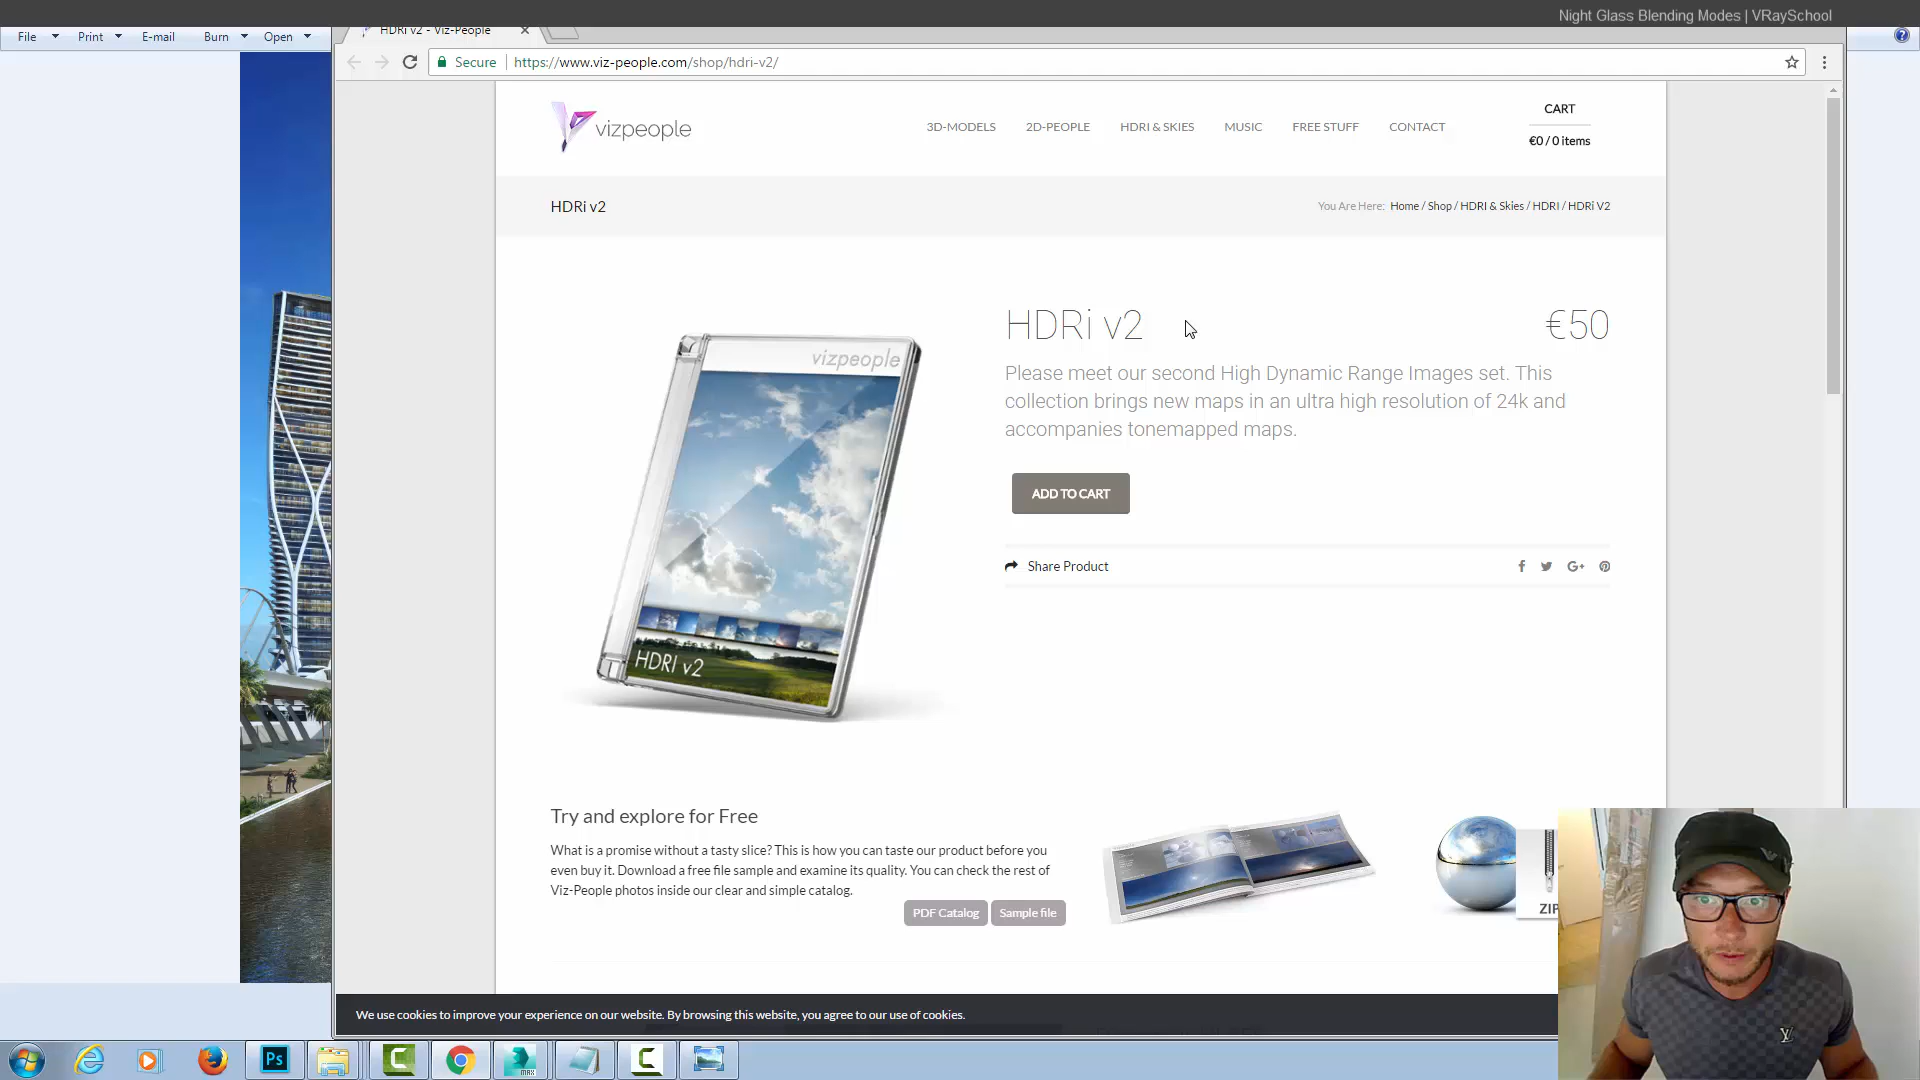 Night Glass Blending Modes | VRaySchool
File Print E-mail Burn Open
HDRi v2 - Viz-People
Secure https://www.viz-people.com/shop/hdri-v2/
vizpeople
3D-MODELS 2D-PEOPLE HDRI & SKIES MUSIC FREE STUFF CONTACT
CART
€0 / 0 items
HDRi v2
You Are Here: Home / Shop / HDRI & Skies / HDRI / HDRi V2
vizpeople
HDRI v2
HDRi v2 €50
Please meet our second High Dynamic Range Images set. This
collection brings new maps in an ultra high resolution of 24k and
accompanies tonemapped maps.
ADD TO CART
Share Product
Try and explore for Free
What is a promise without a tasty slice? This is how you can taste our product before you
even buy it. Download a free file sample and examine its quality. You can check the rest of
Viz-People photos inside our clear and simple catalog.
PDF Catalog Sample file
ZIP
We use cookies to improve your experience on our website. By browsing this website, you agree to our use of cookies.
Ps
MAX